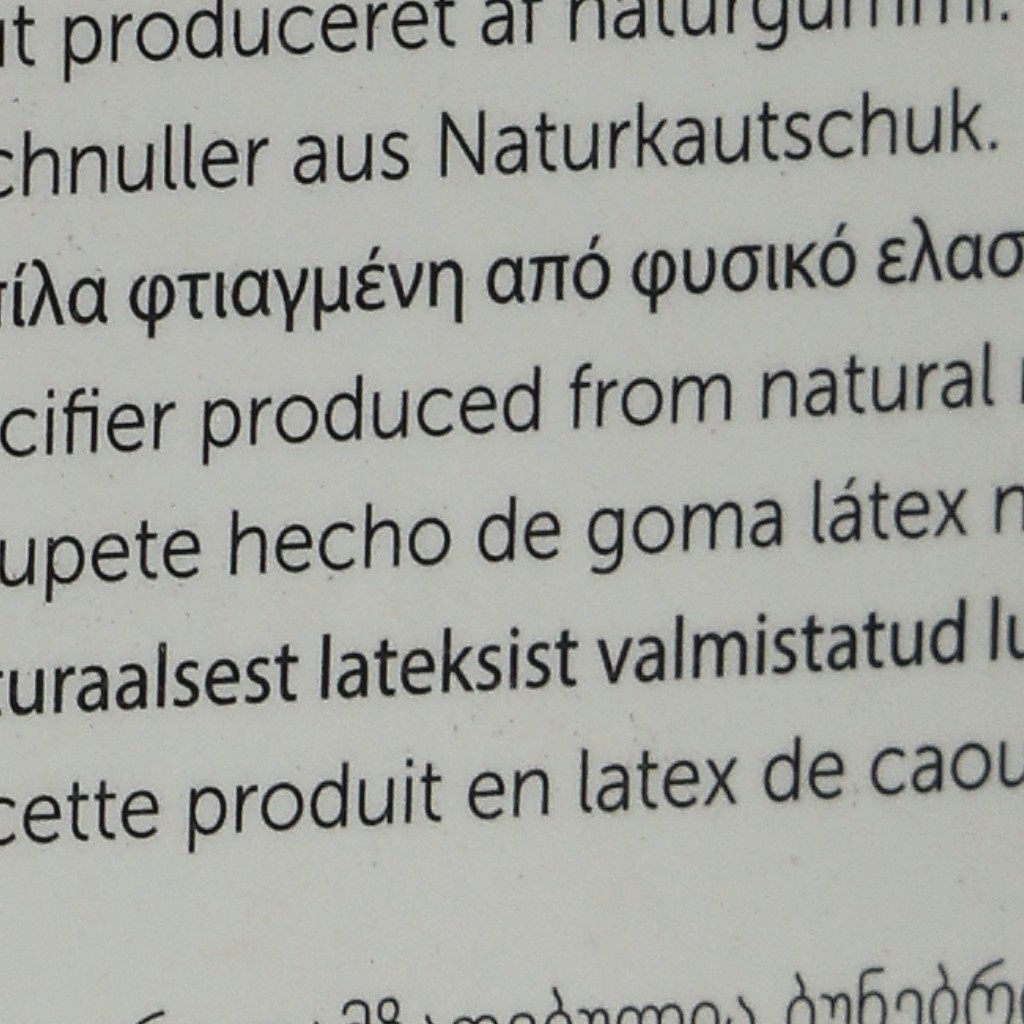 produceret af naturgummi.
chnuller aus Naturkautschuk.
ίλα φτιαγμένη από φυσικό ελασ
cifier produced from natural
upete hecho de goma látex n
turaalsest lateksist valmistatud lu
cette produit en latex de caou